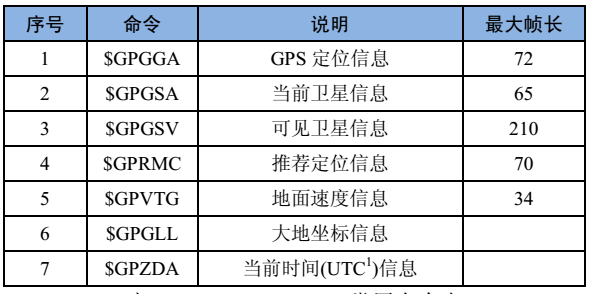 序号 命令 说明 最大帧长
1 $GPGGA GPS 定位信息 72
2 $GPGSA 当前卫星信息 65
3 $GPGSV 可见卫星信息 210
4 $GPRMC 推荐定位信息 70
5 $GPVTG 地面速度信息 34
6 $GPGLL 大地坐标信息
7 $GPZDA 当前时间(UTC¹)信息